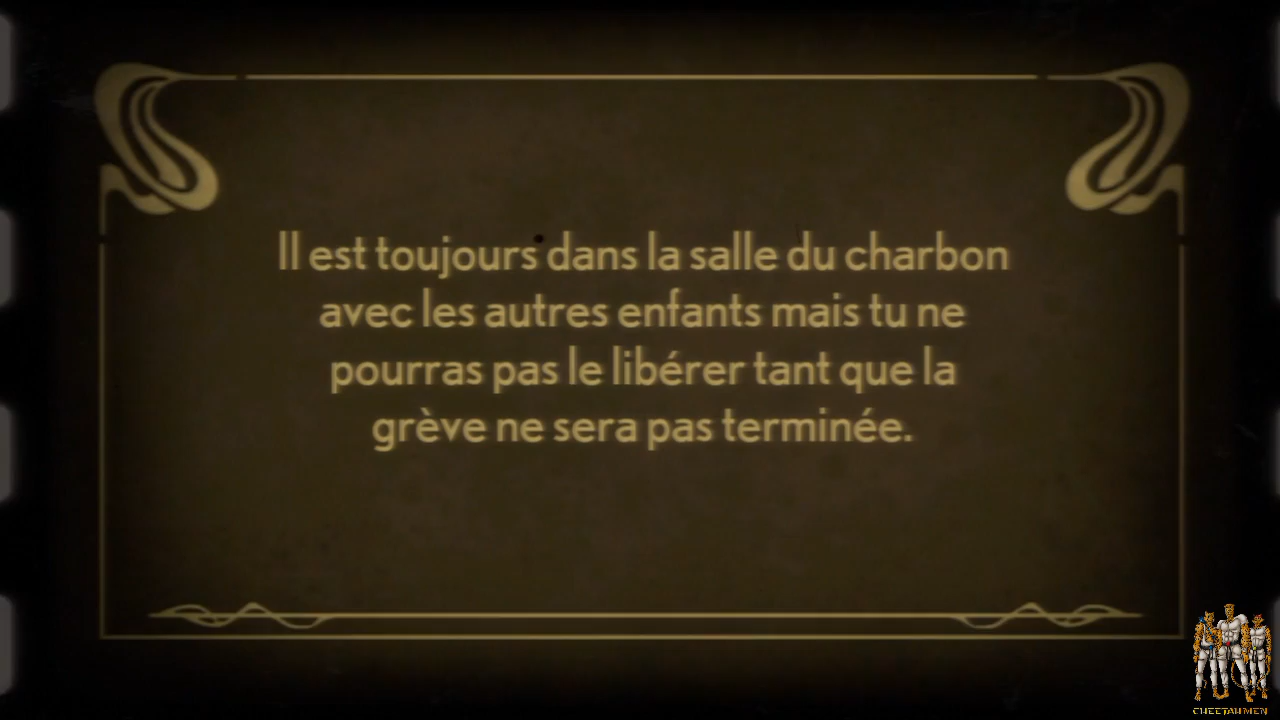 Il est toujours dans la salle du charbon
avec les autres enfants mais tu ne
pourras pas le libérer tant que la
grève ne sera pas terminée.
CHEETAHMEN